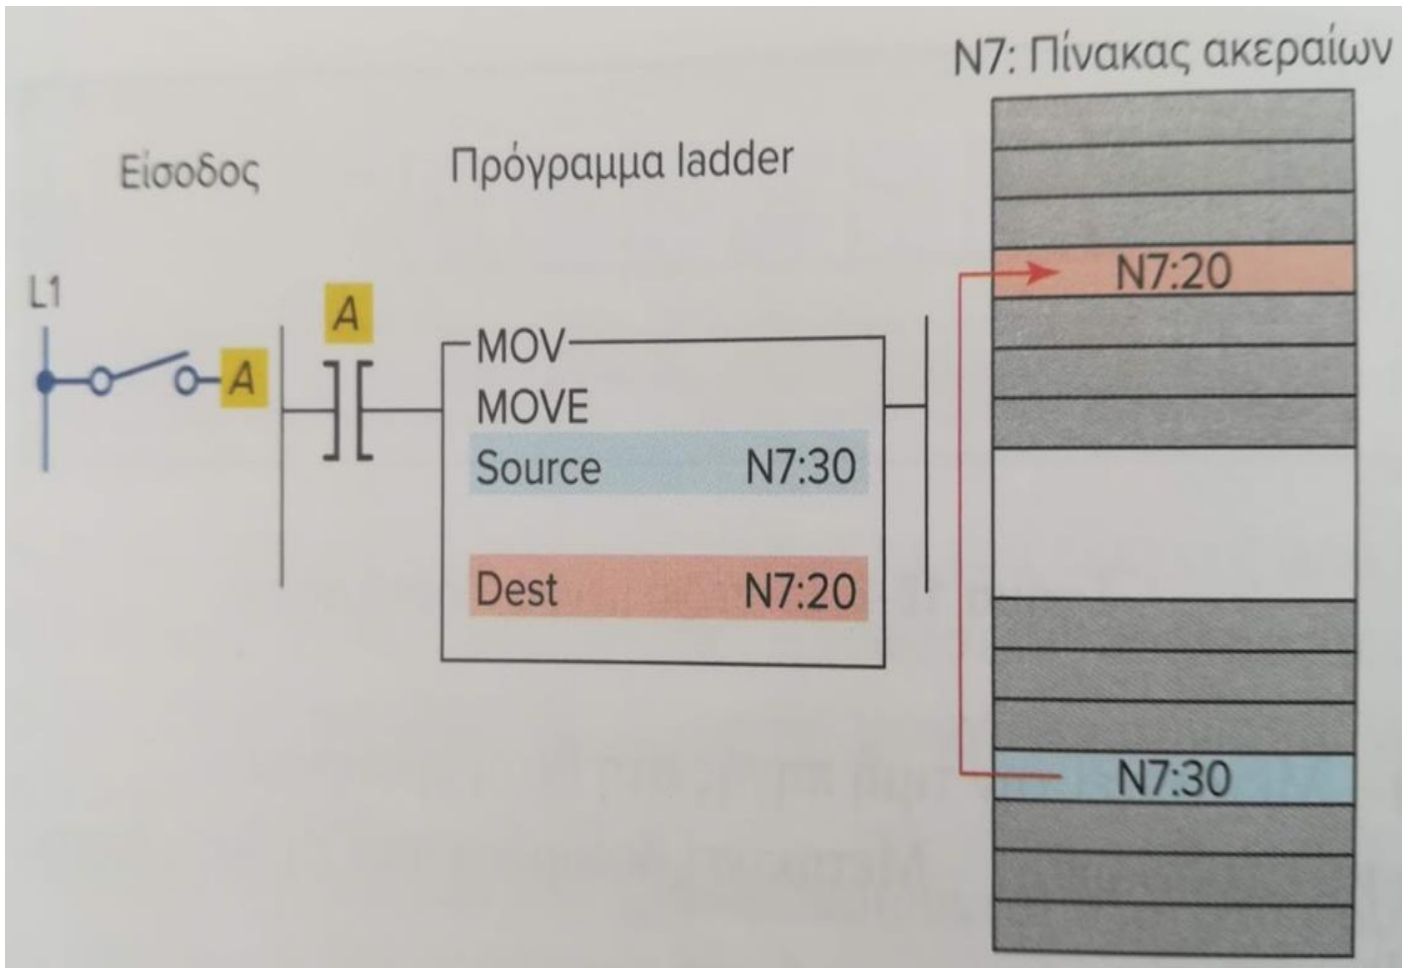 N7: Πίνακας ακεραίων
Είσοδος
Πρόγραμμα ladder
L1
A
A
MOV
MOVE
Source N7:30
Dest N7:20
N7:20
N7:30